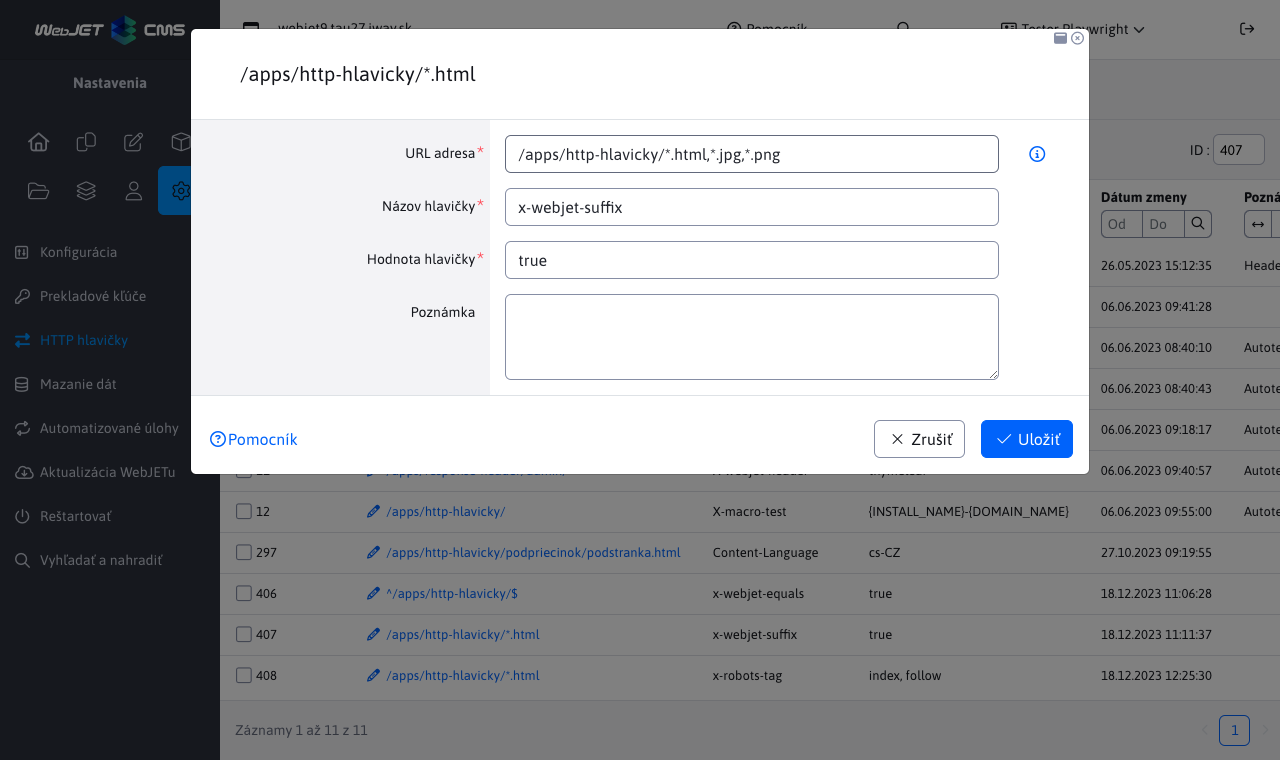 WebJET CMS
webjet9.tau27.iway.sk
Pomocník
Tester Playwright
Nastavenia
/apps/http-hlavicky/*.html
URL adresa*
/apps/http-hlavicky/*.html,*.jpg,*.png
Názov hlavičky*
x-webjet-suffix
Hodnota hlavičky*
true
Poznámka
Pomocník
Zrušiť
Uložiť
Konfigurácia
Prekladové kľúče
HTTP hlavičky
Mazanie dát
Automatizované úlohy
Aktualizácia WebJETu
Reštartovať
Vyhľadať a nahradiť
ID : 407
Dátum zmeny Pozná
Od Do
26.05.2023 15:12:35 Heade
06.06.2023 09:41:28
06.06.2023 08:40:10 Autote
06.06.2023 08:40:43 Autote
06.06.2023 09:18:17 Autote
06.06.2023 09:40:57 Autote
12 /apps/http-hlavicky/ X-macro-test {INSTALL_NAME}-{DOMAIN_NAME} 06.06.2023 09:55:00 Autote
297 /apps/http-hlavicky/podpriecinok/podstranka.html Content-Language cs-CZ 27.10.2023 09:19:55
406 ^/apps/http-hlavicky/$ x-webjet-equals true 18.12.2023 11:06:28
407 /apps/http-hlavicky/*.html x-webjet-suffix true 18.12.2023 11:11:37
408 /apps/http-hlavicky/*.html x-robots-tag index, follow 18.12.2023 12:25:30
Záznamy 1 až 11 z 11
1